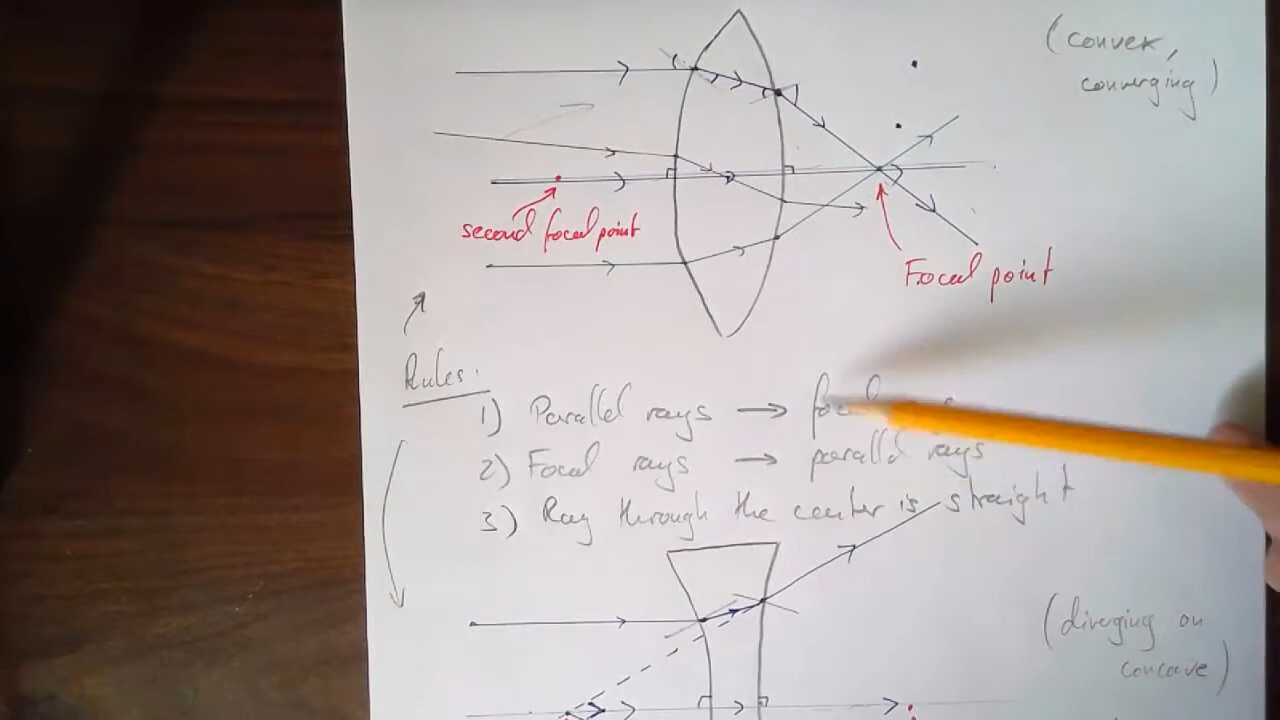 (convex,
converging)
second focal point
Focal point
Rules:
1) Parallel rays →
2) Focal rays → parallel rays
3) Ray through the center is straight
(diverging or
concave)